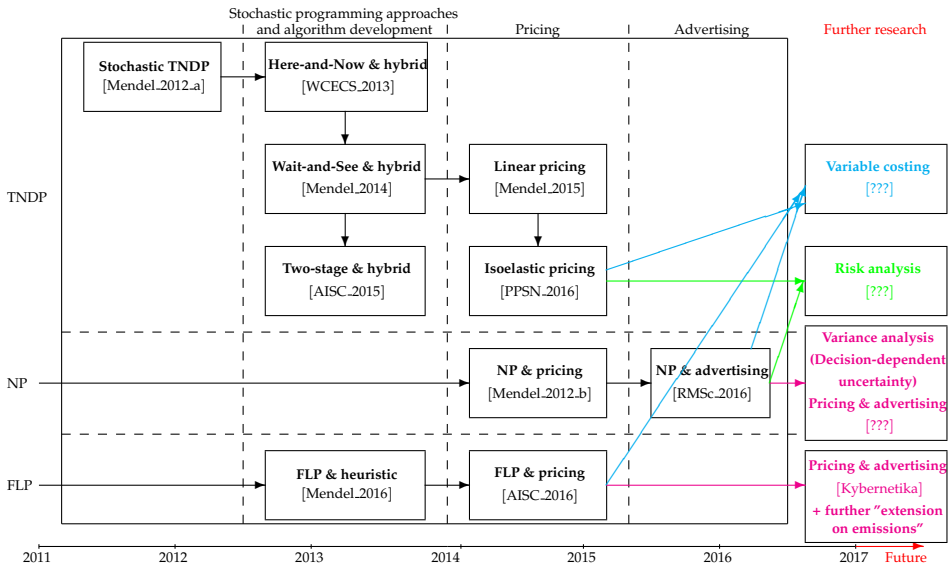 Stochastic programming approaches
and algorithm development
Pricing
Advertising
Further research
Stochastic TNDP
[Mendel_2012_a]
Here-and-Now & hybrid
[WCECS_2013]
TNDP
Wait-and-See & hybrid
[Mendel_2014]
Linear pricing
[Mendel_2015]
Variable costing
[???]
Two-stage & hybrid
[AISC_2015]
Isoelastic pricing
[PPSN_2016]
Risk analysis
[???]
NP
NP & pricing
[Mendel_2012_b]
NP & advertising
[RMSc_2016]
Variance analysis
(Decision-dependent
uncertainty)
Pricing & advertising
[???]
FLP
FLP & heuristic
[Mendel_2016]
FLP & pricing
[AISC_2016]
Pricing & advertising
[Kybernetika]
+ further ”extension
on emissions”
2011
2012
2013
2014
2015
2016
2017
Future